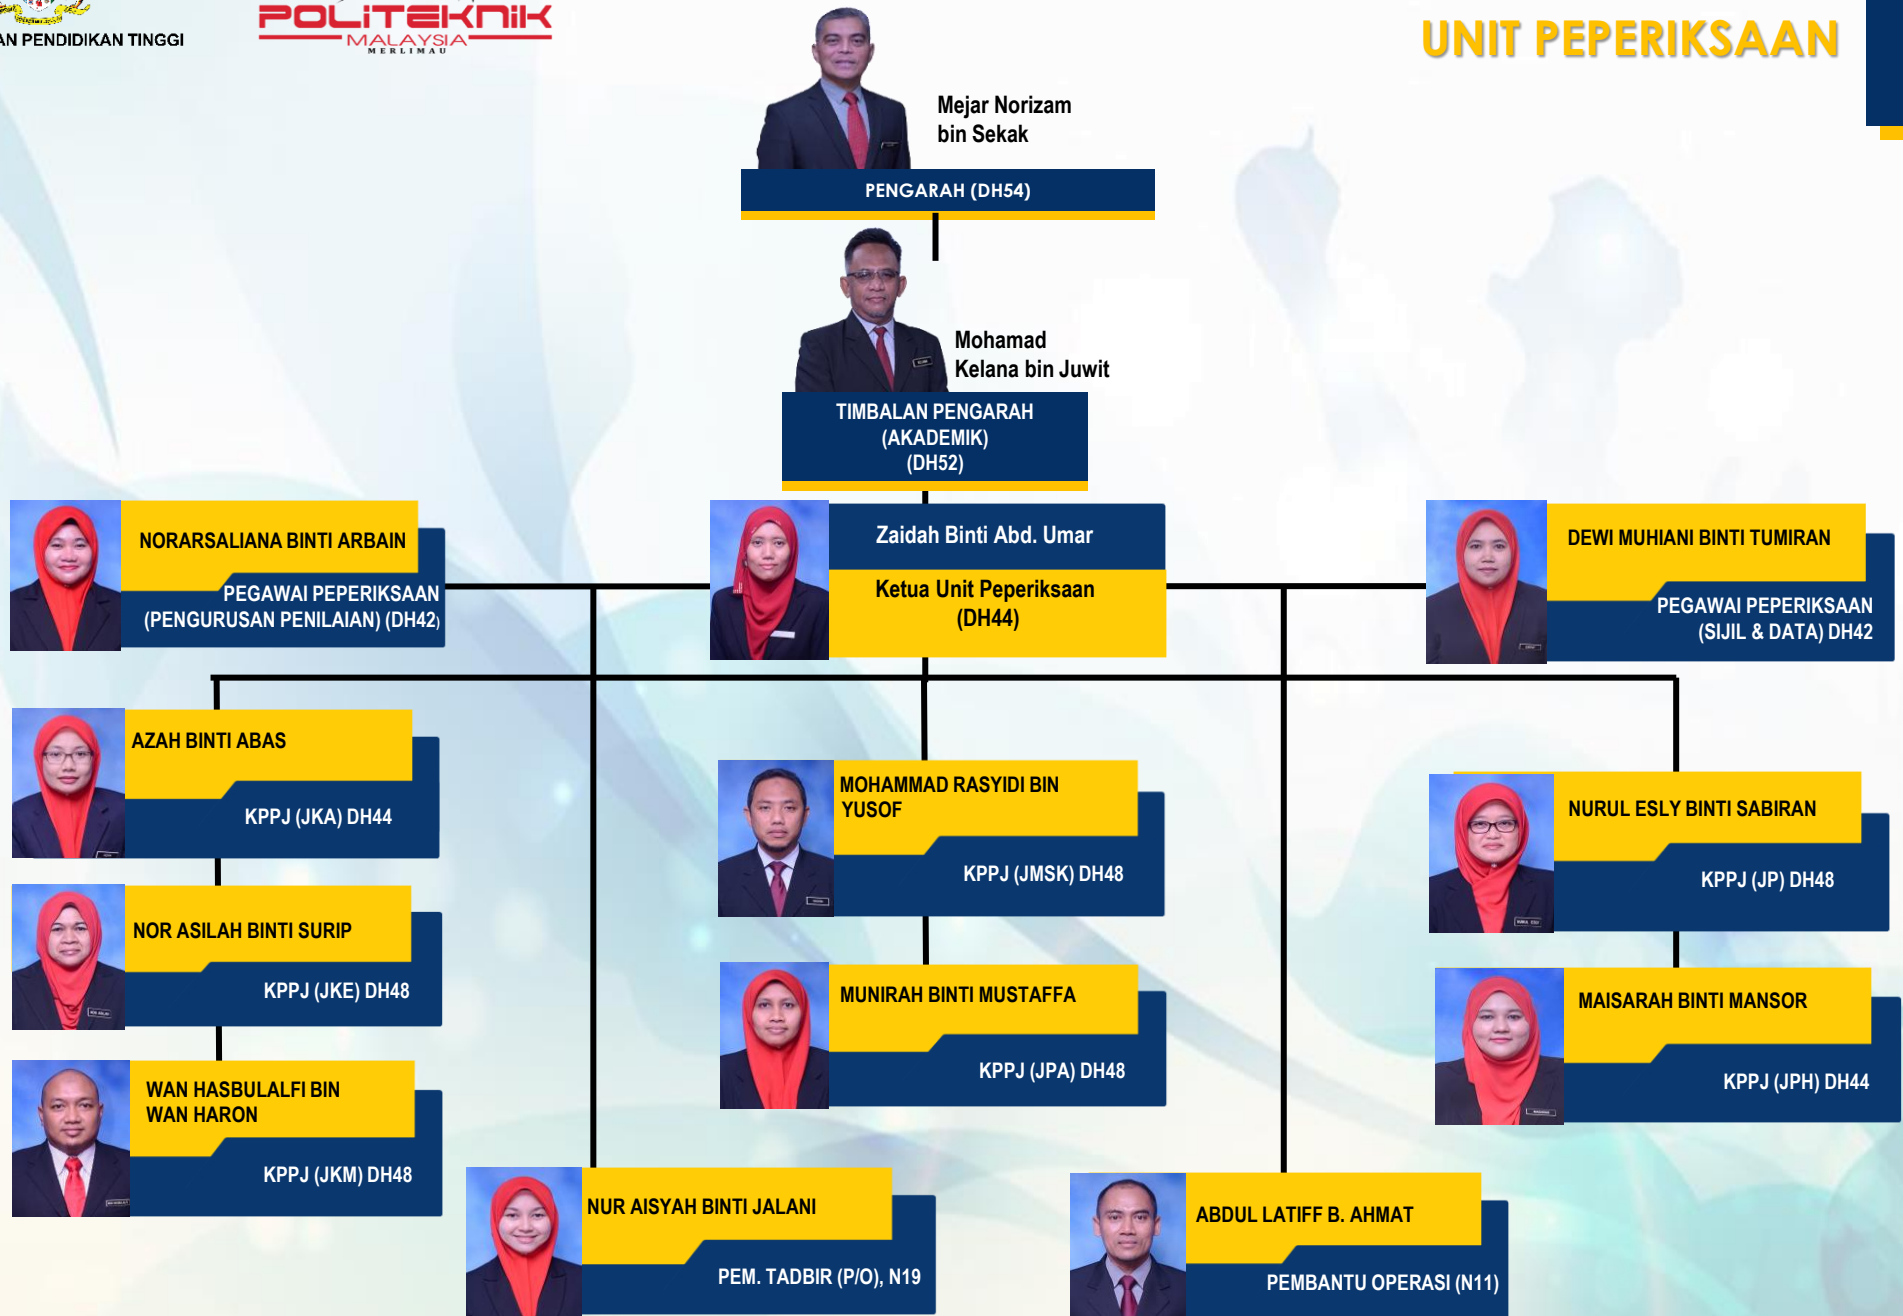 AN PENDIDIKAN TINGGI
POLITEKNIK
MALAYSIA
MERLIMAU
UNIT PEPERIKSAAN
Mejar Norizam
bin Sekak
PENGARAH (DH54)
Mohamad
Kelana bin Juwit
TIMBALAN PENGARAH
(AKADEMIK)
(DH52)
NORARSALIANA BINTI ARBAIN
PEGAWAI PEPERIKSAAN
(PENGURUSAN PENILAIAN) (DH42)
Zaidah Binti Abd. Umar
Ketua Unit Peperiksaan
(DH44)
DEWI MUHIANI BINTI TUMIRAN
PEGAWAI PEPERIKSAAN
(SIJIL & DATA) DH42
AZAH BINTI ABAS
KPPJ (JKA) DH44
MOHAMMAD RASYIDI BIN
YUSOF
KPPJ (JMSK) DH48
NURUL ESLY BINTI SABIRAN
KPPJ (JP) DH48
NOR ASILAH BINTI SURIP
KPPJ (JKE) DH48
MUNIRAH BINTI MUSTAFFA
KPPJ (JPA) DH48
MAISARAH BINTI MANSOR
KPPJ (JPH) DH44
WAN HASBULALFI BIN
WAN HARON
KPPJ (JKM) DH48
NUR AISYAH BINTI JALANI
PEM. TADBIR (P/O), N19
ABDUL LATIFF B. AHMAT
PEMBANTU OPERASI (N11)